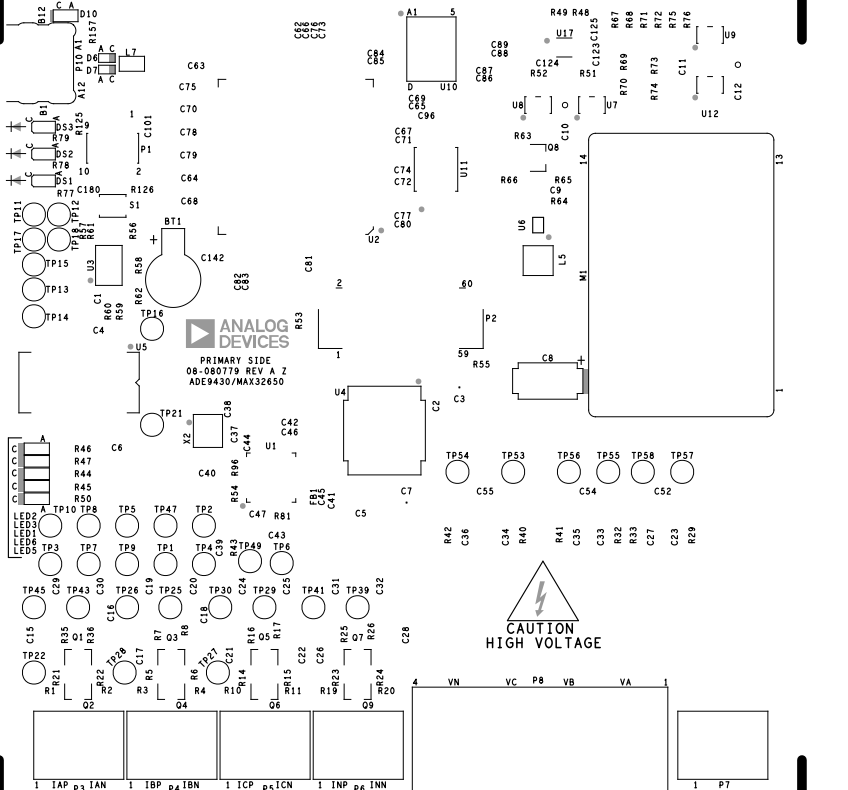 B12 C A D10
R157
A1
P10
A12
B1
D6 A C
D7 A C
L7
C63
C75
C70
C78
C79
C64
C68
C62
C66
C76
C73
C84
C85
A1 5
D U10
C69
C65
C96
C89
C88
C87
C86
R49 R48
U17
C125
C123
C124
R52 R51
R67
R68
R71
R72
R75
R76
U9
R69
R73
R70
R74
C11
C12
U12
U8
U7
C10
R63
Q8
R66 R65
C9
R64
C A DS3
R79
C A DS2
R78
C A DS1
R77
R125
9 1
C101
P1
10 2
C180 R126
S1
R56
TP11
TP12
TP17
TP18
R57
R61
TP15
TP13
TP14
U3
C1
R58
R62
R60
R59
C4
BT1
+
C142
TP16
C67
C71
C74
C72
U11
C77
C80
U2
C81
C82
C83
U6
L5
14 13
M1
1
2 60
R53
P2
1 59
R55
ANALOG
DEVICES
PRIMARY SIDE
08-080779 REV A Z
ADE9430/MAX32650
U5
U4
C2
C3
C8
+
TP21
X2
C38
C37
C44
U1
C42
C46
C6
C40
R96
R54
FB1
C45
C41
C47 R81
C5
C7
C43
A
C R46
C R47
C R44
C R45
C R50
A
LED2
LED3
LED1
LED6
LED5
TP54 TP53 TP56 TP55 TP58 TP57
C55 C54 C52
TP10 TP8 TP5 TP47 TP2
TP3 TP7 TP9 TP1 TP4 TP49 TP6
C39
R43
R42
C36
C34
R40
R41
C35
C33
R32
R33
C27
C23
R29
C29
C30
C19
C20
C24
C25
C31
C32
TP45 TP43 TP26 TP25 TP30 TP29 TP41 TP39
C16
C18
C15
R35
Q1
R36
R7
Q3
R8
R16
Q5
R17
R25
Q7
R26
C28
TP22
TP28
C17
TP27
C21
C22
C26
R21
R22
R5
R6
R14
R15
R23
R24
R1 R2 R3 R4 R10 R11 R19 R20
Q2 Q4 Q6 Q9
CAUTION
HIGH VOLTAGE
4 VN VC P8 VB VA 1
1 IAP P3 IAN
1 IBP P4 IBN
1 ICP P5 ICN
1 INP P6 INN
1 P7